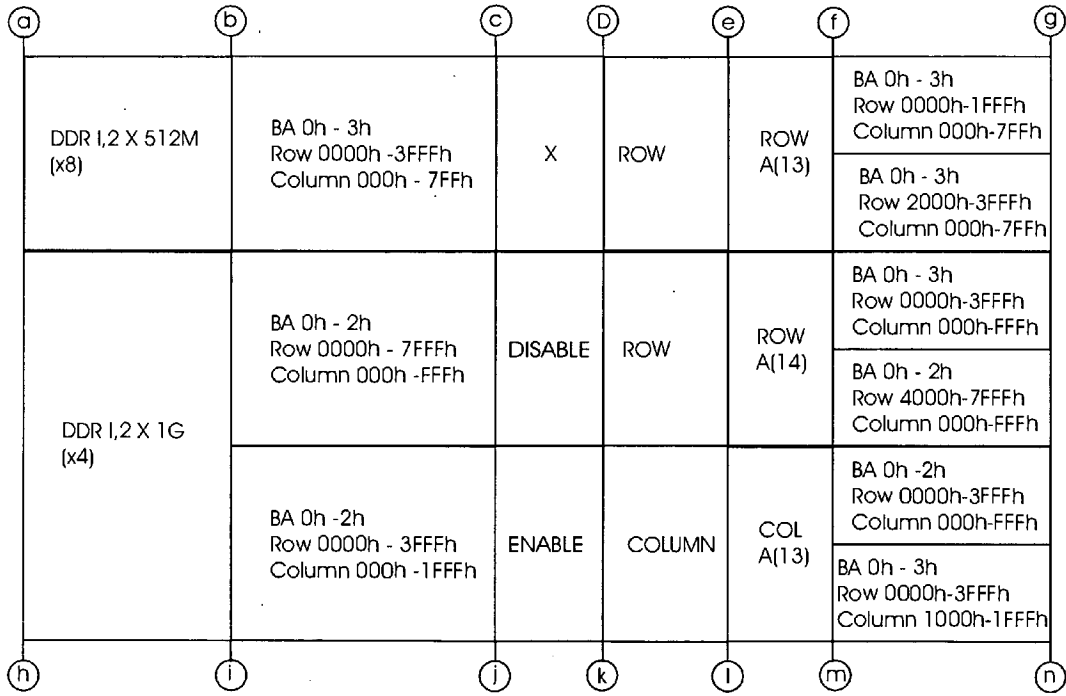 a b c D e f g
DDR I,2 X 512M
(x8)
BA 0h - 3h
Row 0000h -3FFFh
Column 000h - 7FFh
X
ROW
ROW
A(13)
BA 0h - 3h
Row 0000h-1FFFh
Column 000h-7FFh
BA 0h - 3h
Row 2000h-3FFFh
Column 000h-7FFh
DDR I,2 X 1G
(x4)
BA 0h - 2h
Row 0000h - 7FFFh
Column 000h -FFFh
DISABLE
ROW
ROW
A(14)
BA 0h - 3h
Row 0000h-3FFFh
Column 000h-FFFh
BA 0h - 2h
Row 4000h-7FFFh
Column 000h-FFFh
BA 0h -2h
Row 0000h - 3FFFh
Column 000h -1FFFh
ENABLE
COLUMN
COL
A(13)
BA 0h -2h
Row 0000h-3FFFh
Column 000h-FFFh
BA 0h - 3h
Row 0000h-3FFFh
Column 1000h-1FFFh
h i j k l m n